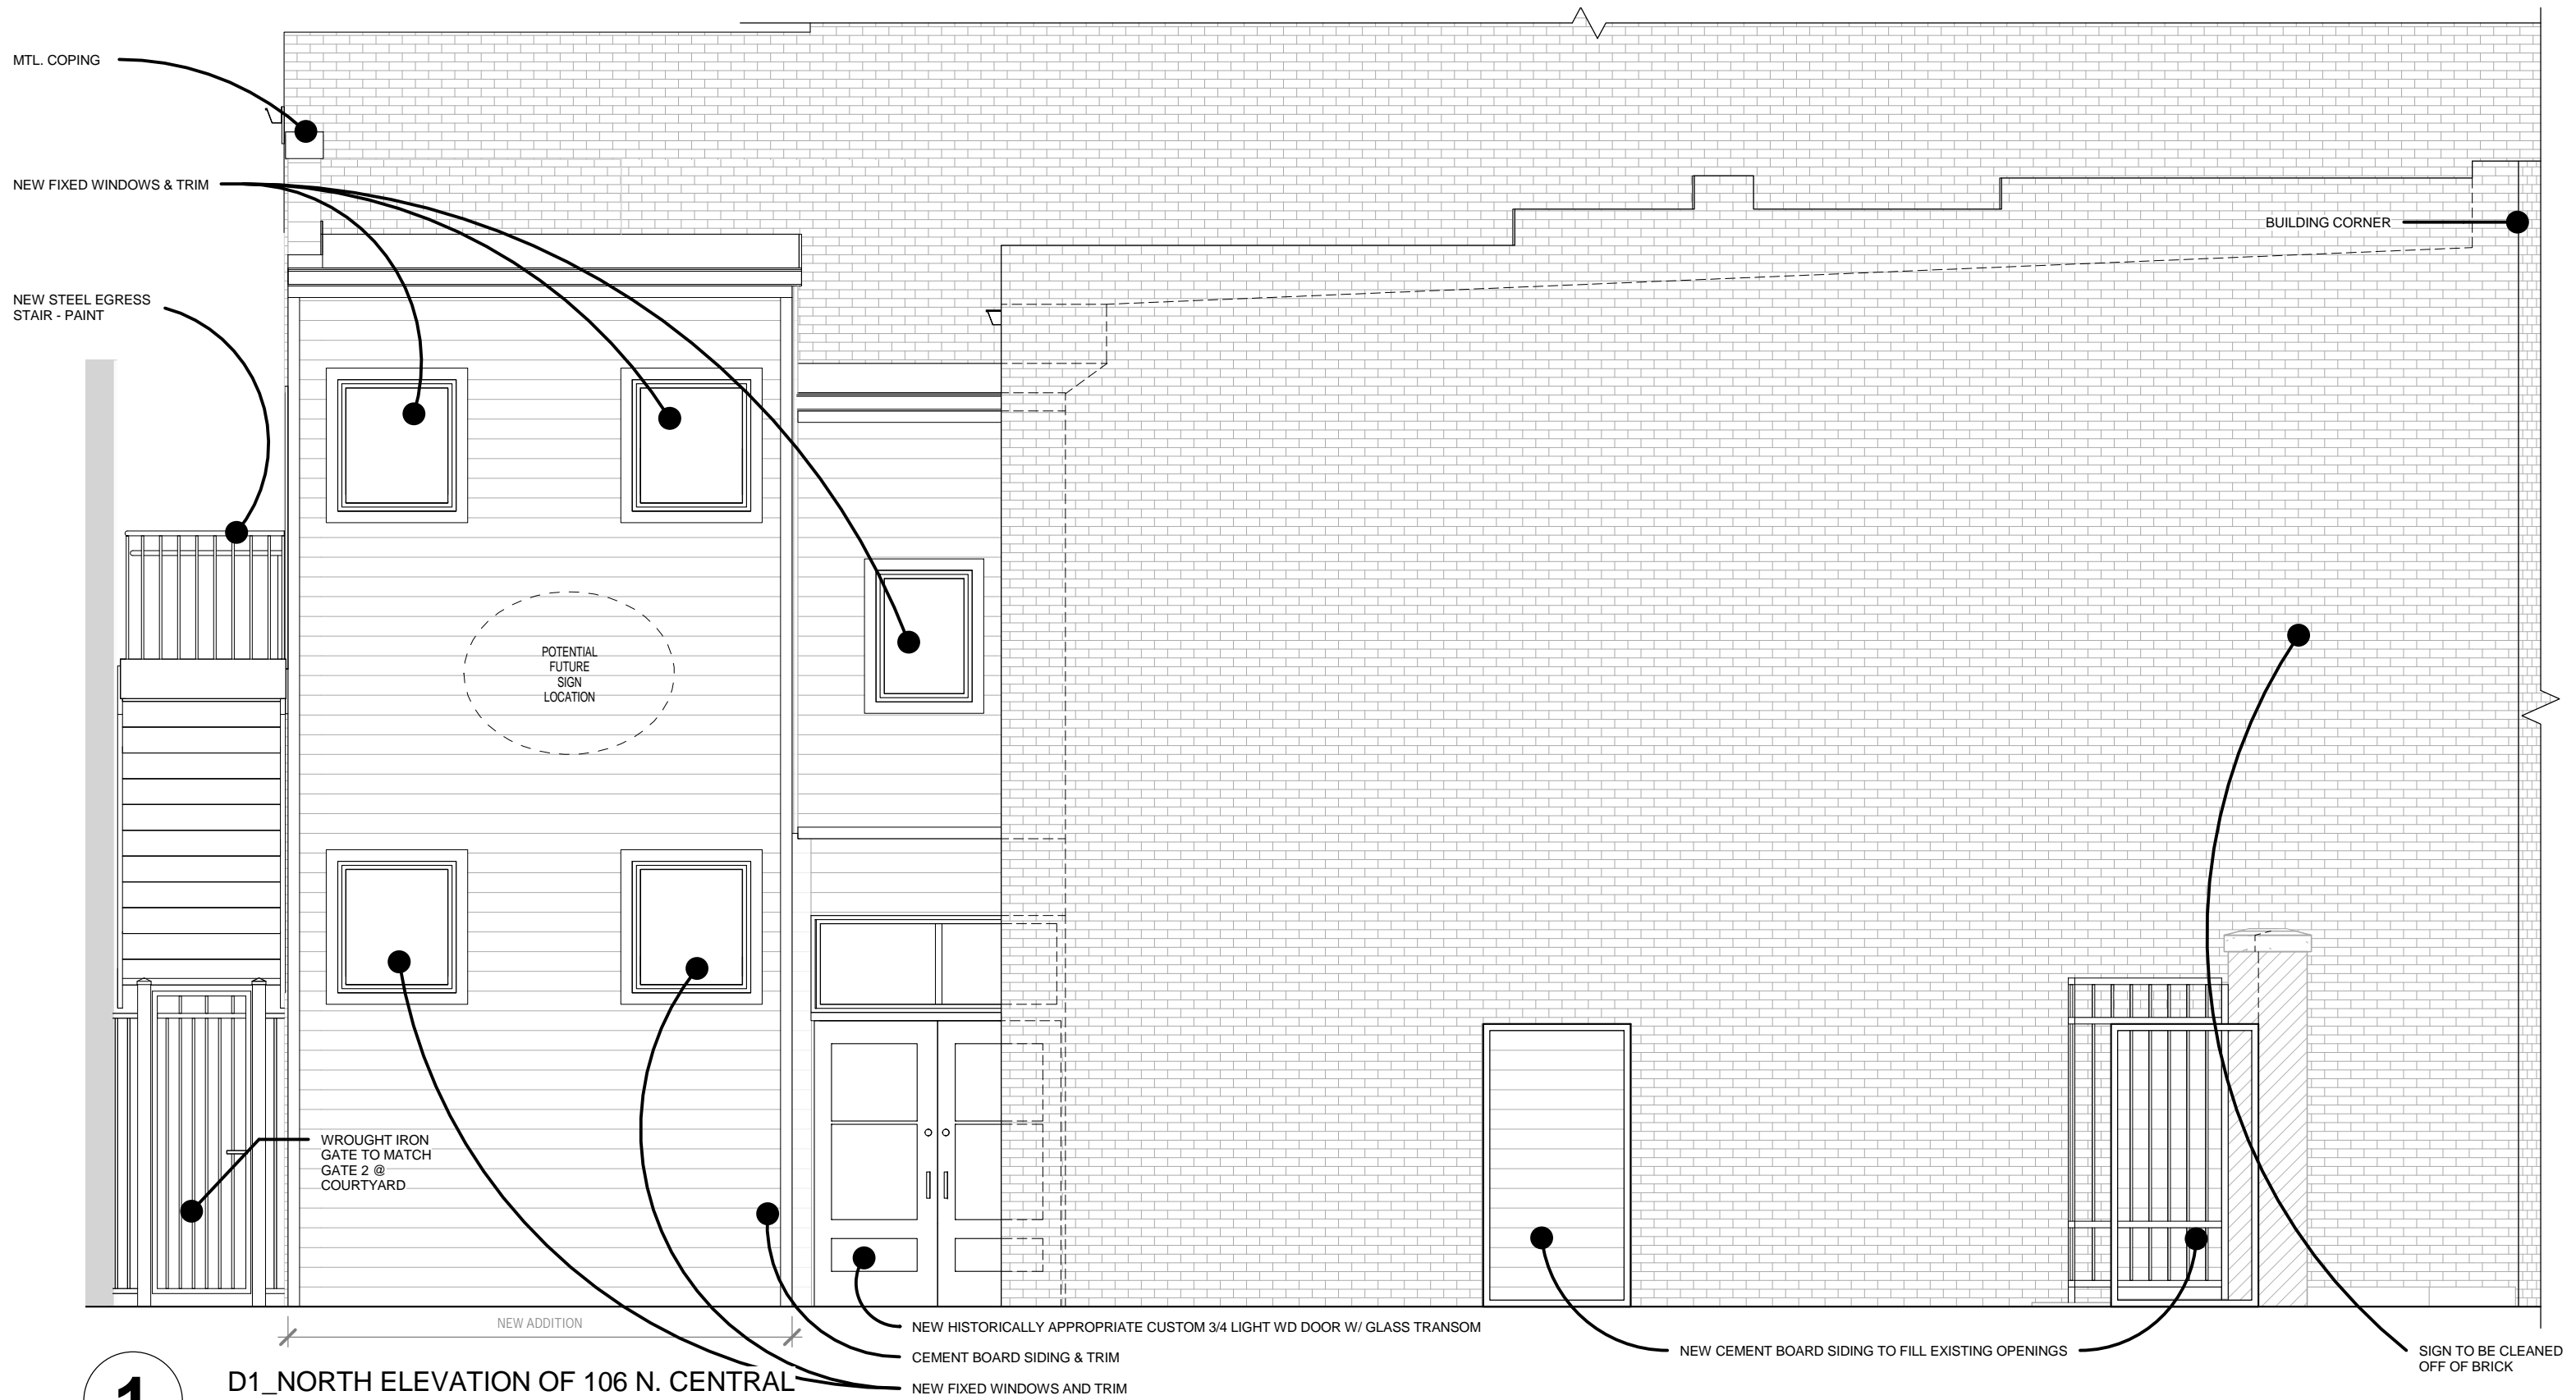 MTL. COPING
NEW FIXED WINDOWS & TRIM
BUILDING CORNER
NEW STEEL EGRESS
STAIR - PAINT
POTENTIAL
FUTURE
SIGN
LOCATION
WROUGHT IRON
GATE TO MATCH
GATE 2 @
COURTYARD
NEW ADDITION
NEW HISTORICALLY APPROPRIATE CUSTOM 3/4 LIGHT WD DOOR W/ GLASS TRANSOM
CEMENT BOARD SIDING & TRIM
NEW FIXED WINDOWS AND TRIM
NEW CEMENT BOARD SIDING TO FILL EXISTING OPENINGS
SIGN TO BE CLEANED
OFF OF BRICK
1
D1_NORTH ELEVATION OF 106 N. CENTRAL